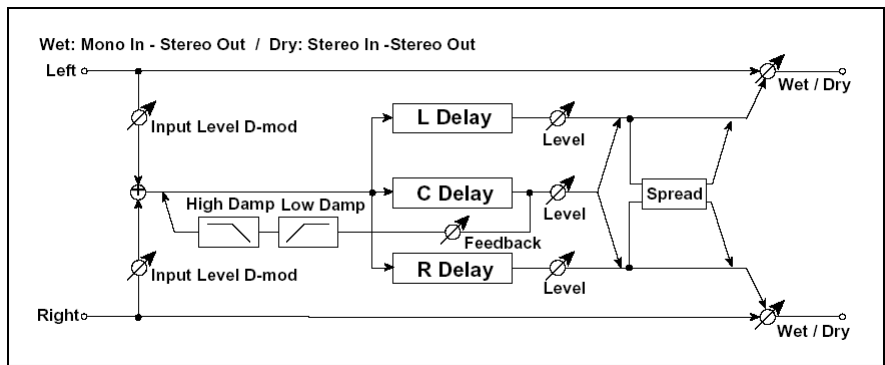 Wet: Mono In - Stereo Out / Dry: Stereo In -Stereo Out
Left
Wet / Dry
Input Level D-mod
L Delay
Level
High Damp
Low Damp
C Delay
Level
Spread
Feedback
Input Level D-mod
R Delay
Level
Right
Wet / Dry